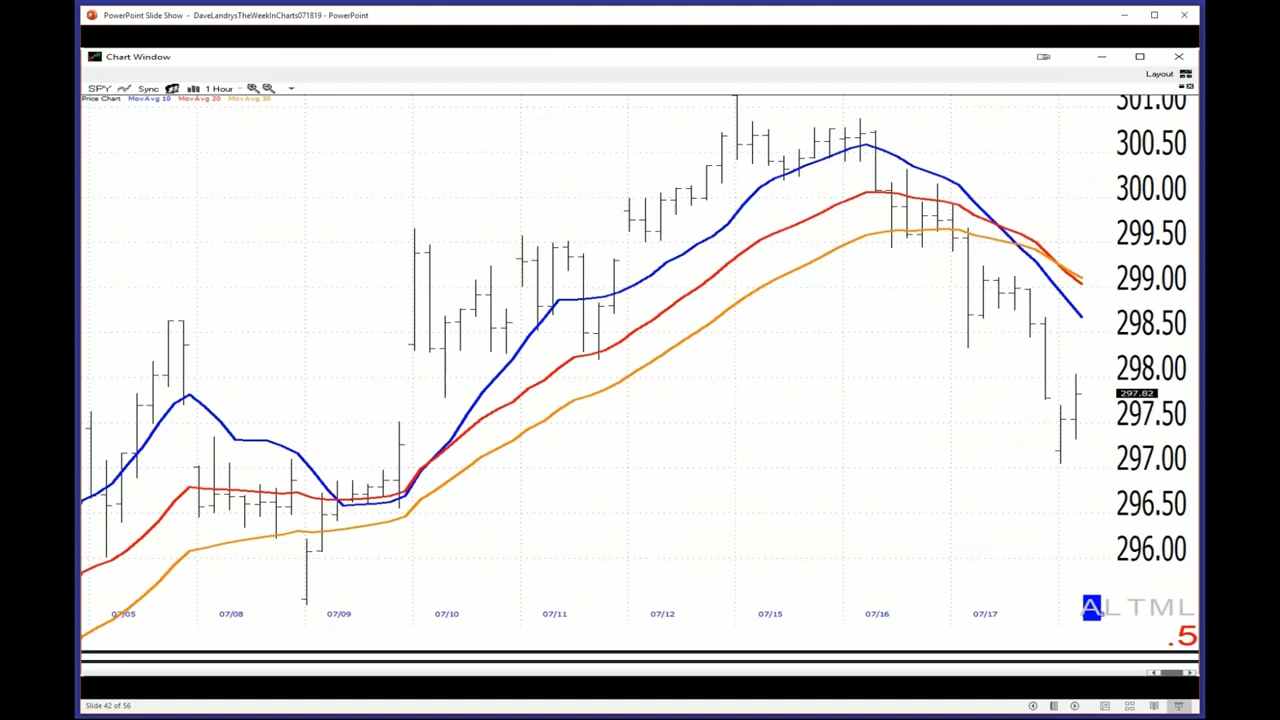 PowerPoint Slide Show - DaveLandrysTheWeekInCharts071819 - PowerPoint
Chart Window
Layout
SPY Sync 1 Hour
Price Chart MovAvg 10 MovAvg 20 MovAvg 30
301.00
300.50
300.00
299.50
299.00
298.50
298.00
297.82
297.50
297.00
296.50
296.00
07/05 07/08 07/09 07/10 07/11 07/12 07/15 07/16 07/17
A L T M L
.5
Slide 42 of 56